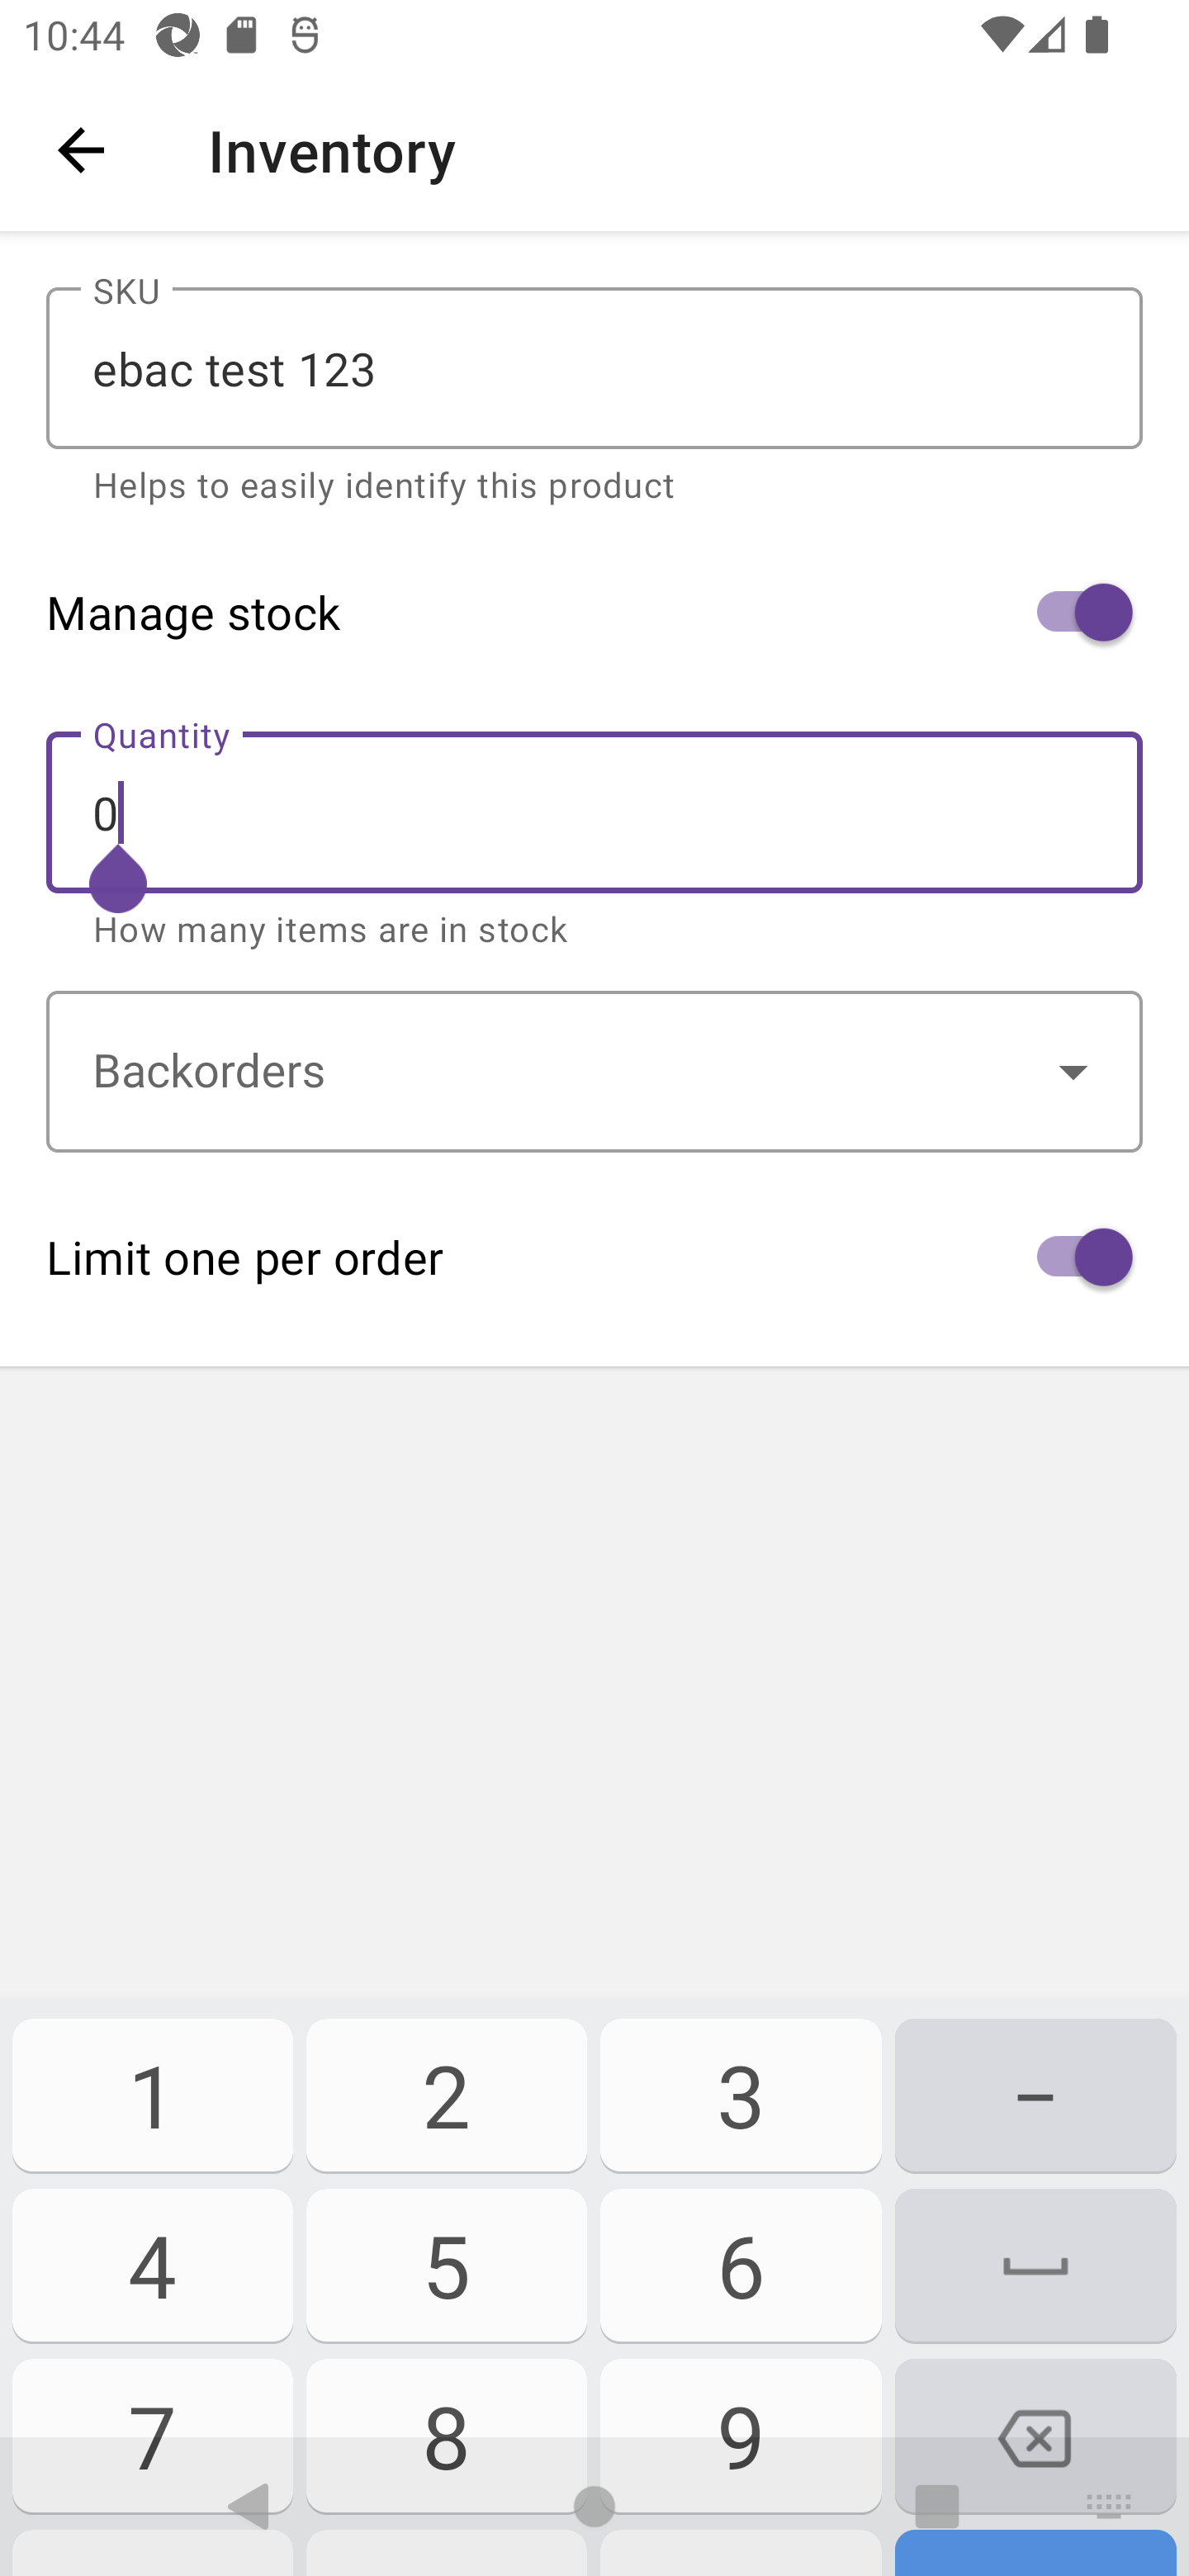 10:44
Inventory
SKU
ebac test 123
Helps to easily identify this product
Manage stock
Quantity
0
How many items are in stock
Backorders
Limit one per order
1 2 3 –
4 5 6
7 8 9